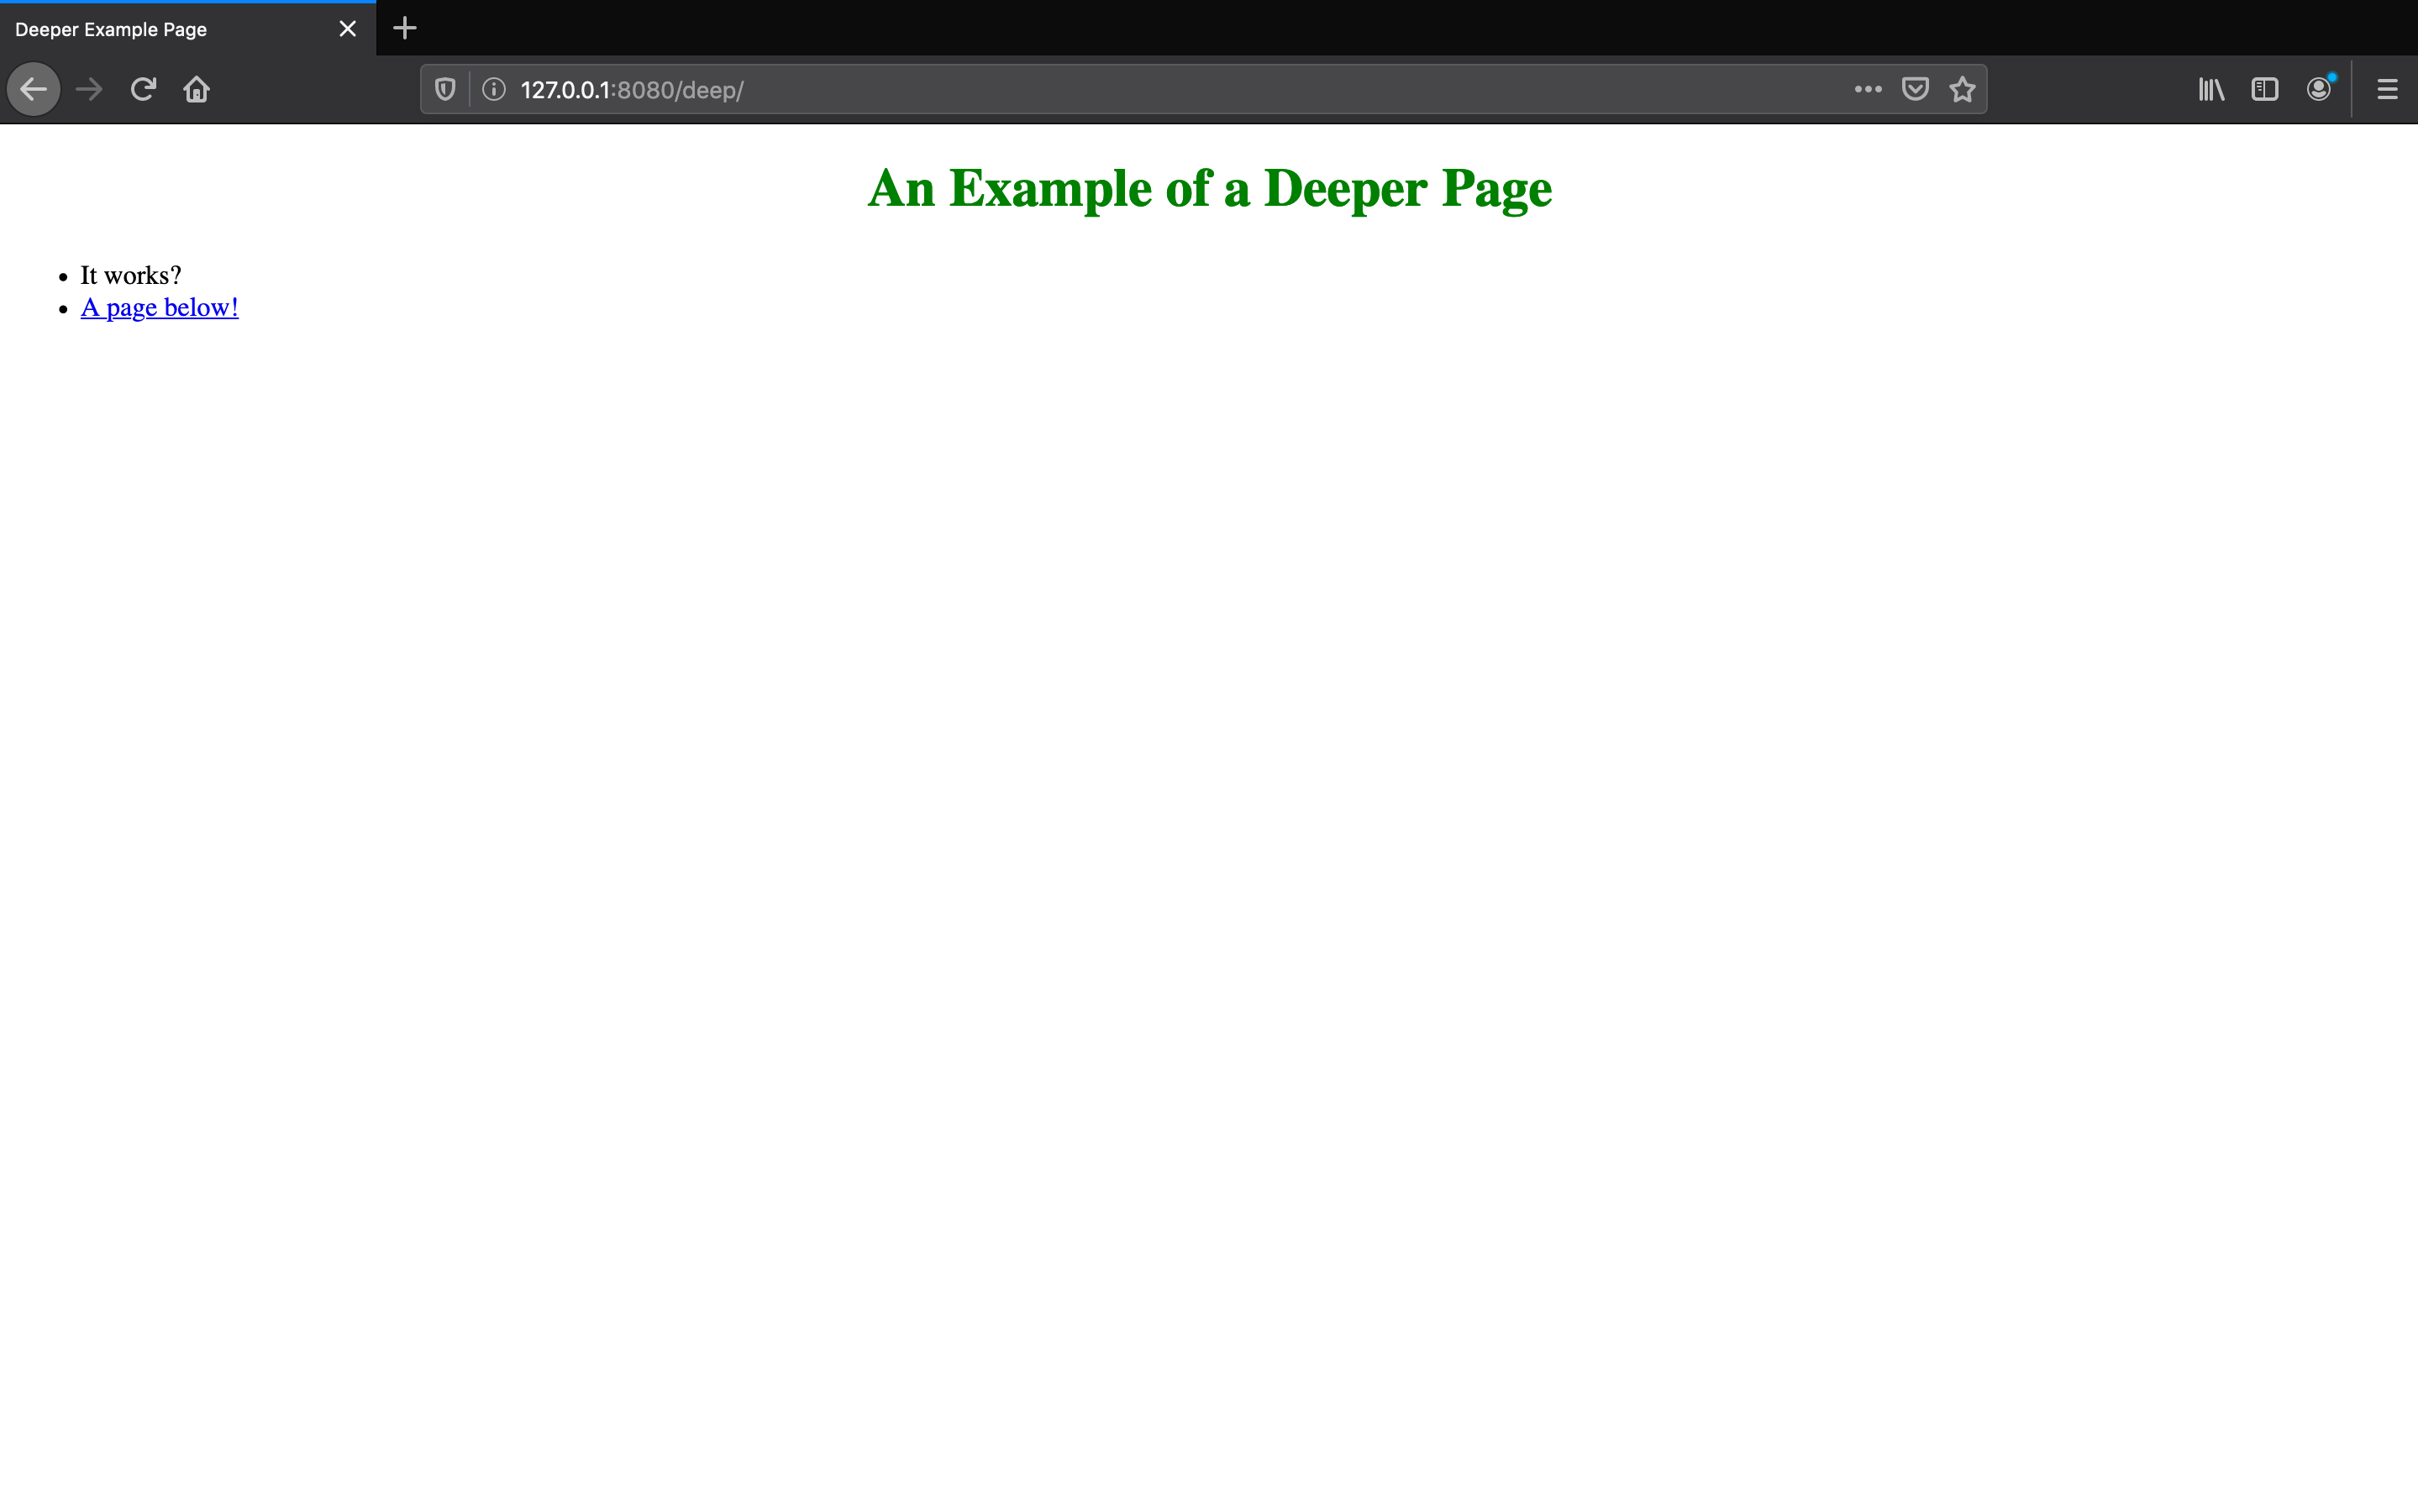 Deeper Example Page
127.0.0.1:8080/deep/
An Example of a Deeper Page
It works?
A page below!